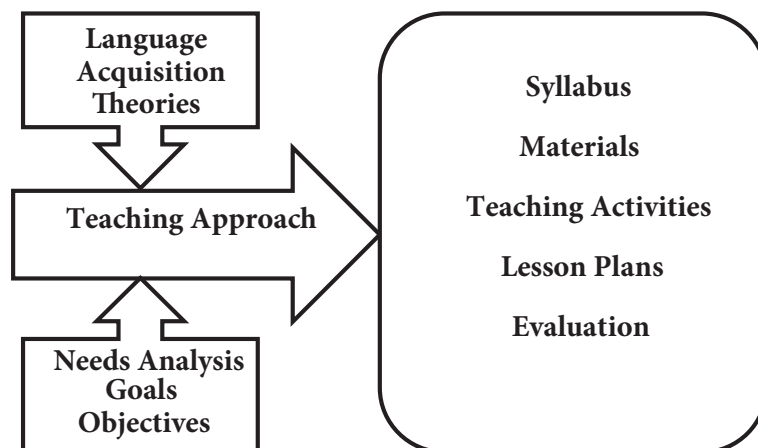 Language
Acquisition
Theories
Teaching Approach
Needs Analysis
Goals
Objectives
Syllabus
Materials
Teaching Activities
Lesson Plans
Evaluation